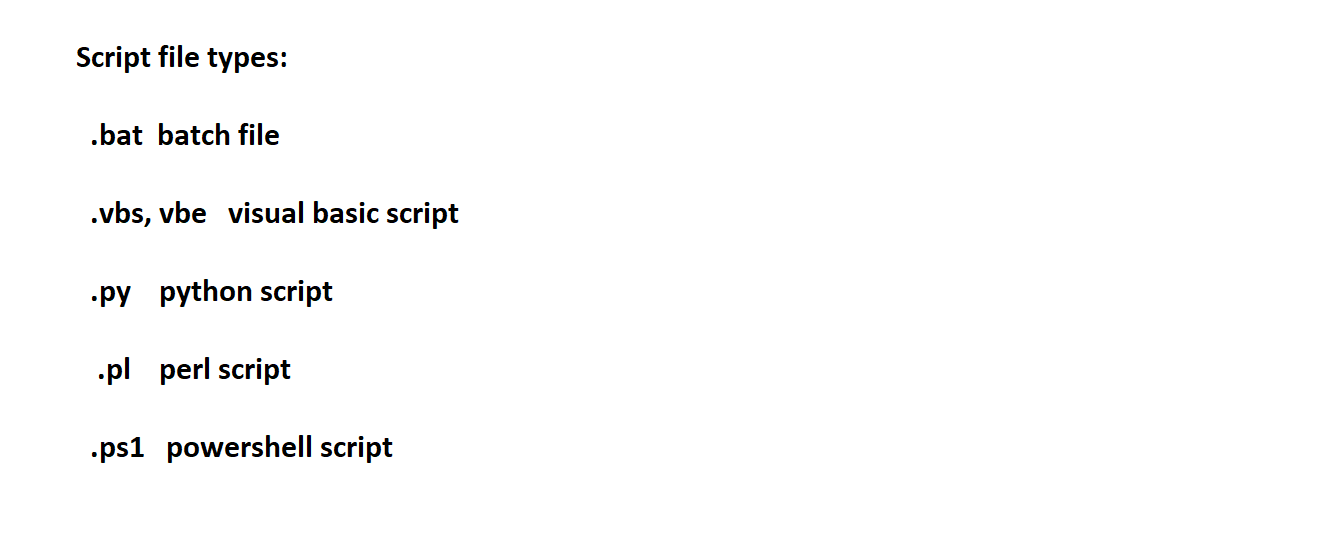 Script file types:
.bat  batch file
.vbs, vbe   visual basic script
.py    python script
.pl    perl script
.ps1   powershell script